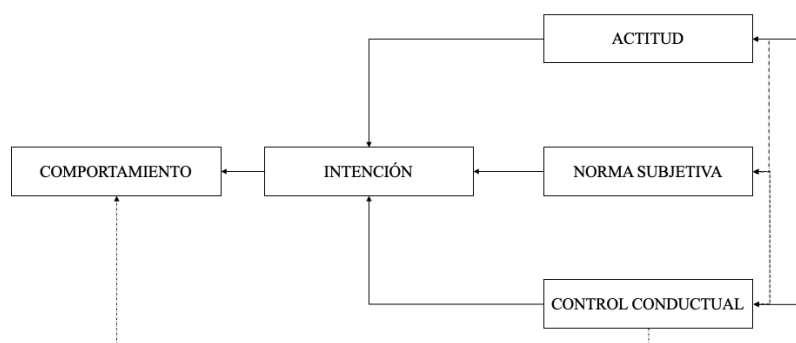 ACTITUD
COMPORTAMIENTO
INTENCIÓN
NORMA SUBJETIVA
CONTROL CONDUCTUAL